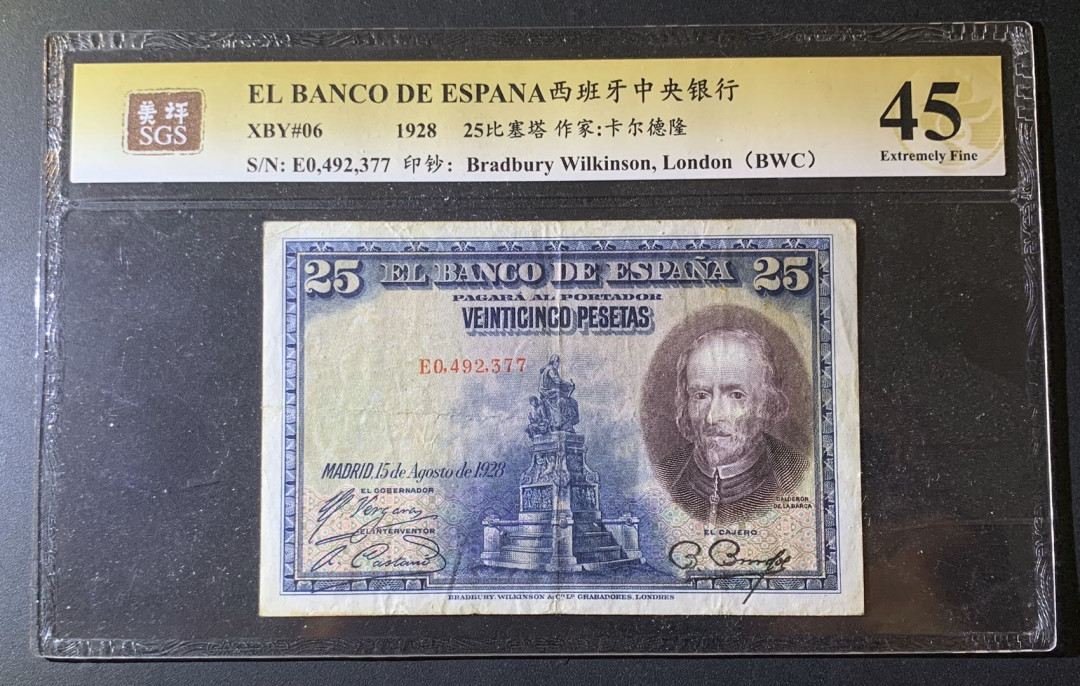 美坪
SGS
EL BANCO DE ESPANA西班牙中央银行
XBY#06 1928 25比塞塔 作家:卡尔德隆
S/N: E0,492,377 印钞: Bradbury Wilkinson, London（BWC）
45
Extremely Fine
25 EL BANCO DE ESPAÑA 25
PAGARÁ AL PORTADOR
VEINTICINCO PESETAS
E0,492,377
MADRID, 15 de Agosto de 1928
EL GOBERNADOR
EL INTERVENTOR
CALDERON
DE LA BARCA
EL CAJERO
BRADBURY, WILKINSON & Cº Lº GRABADORES, LONDRES